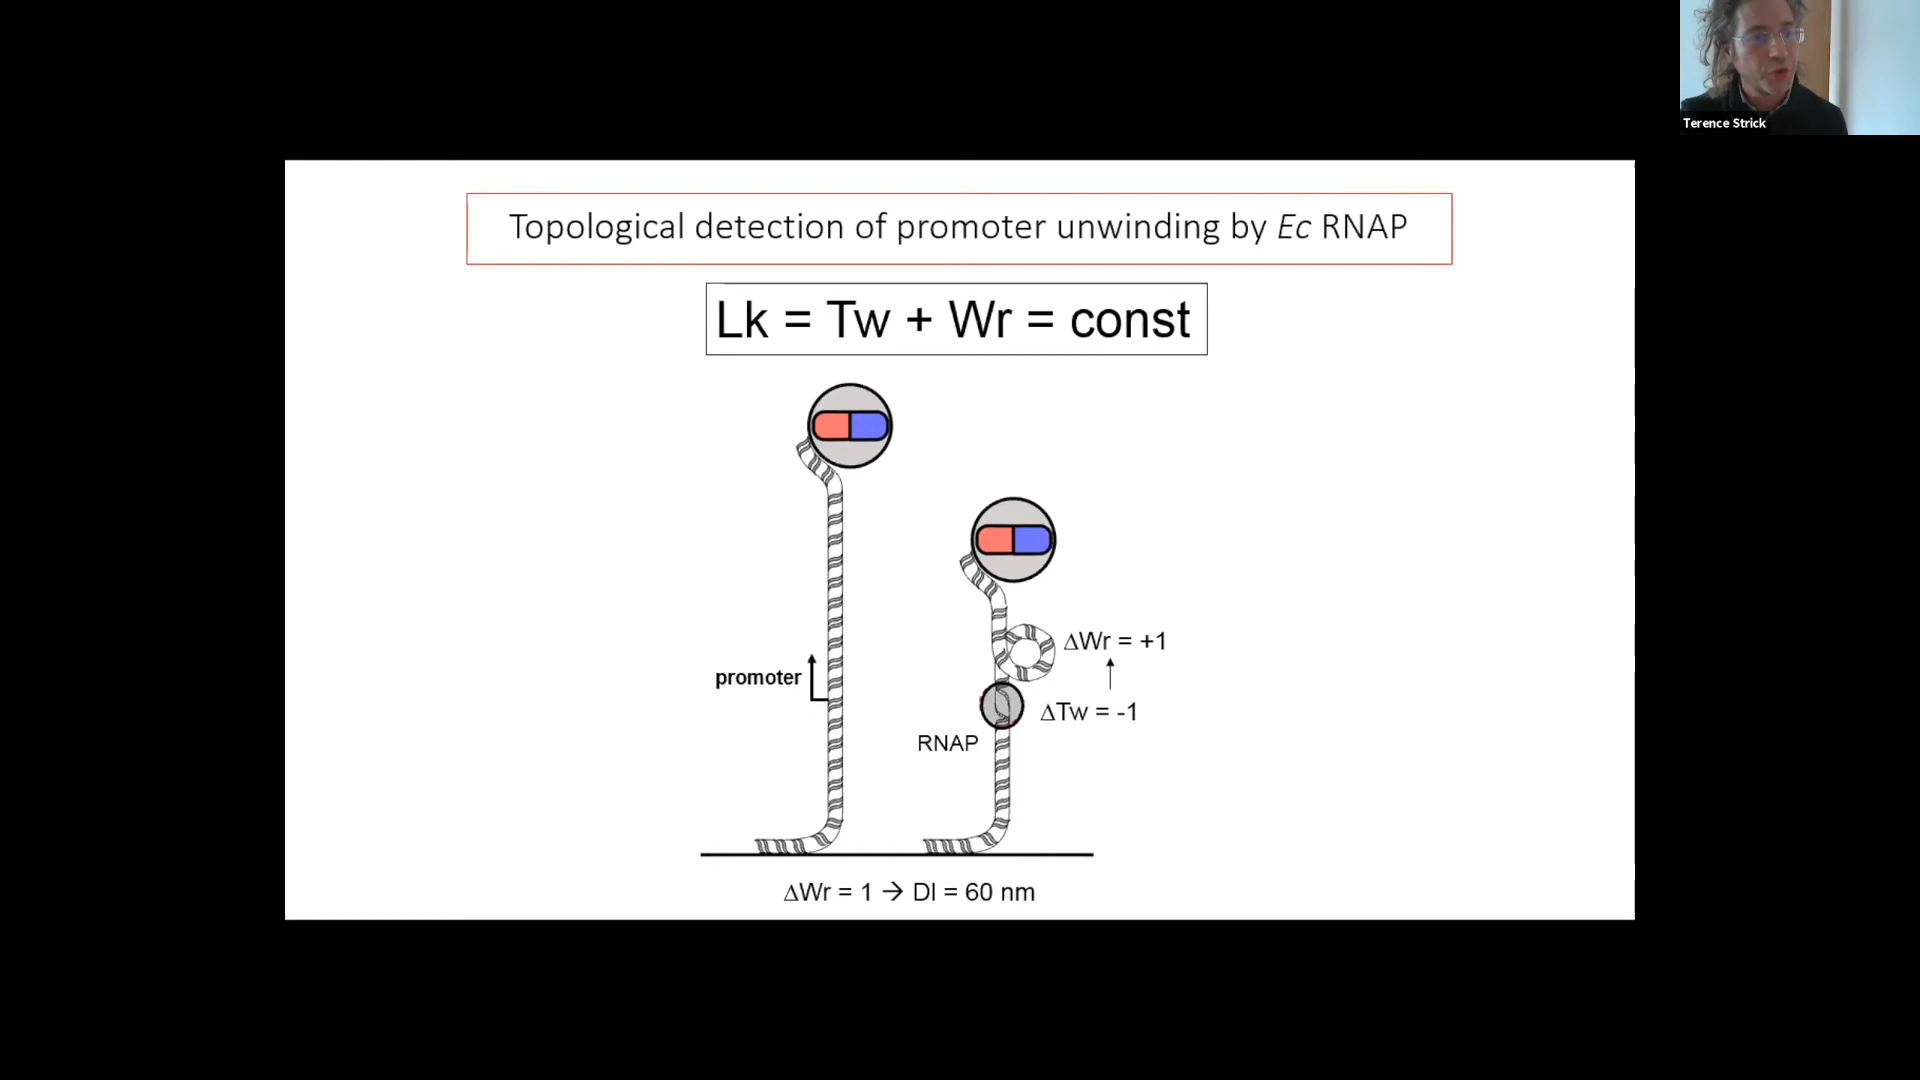 Terence Strick
Topological detection of promoter unwinding by Ec RNAP
Lk = Tw + Wr = const
ΔWr = +1
promoter
ΔTw = -1
RNAP
ΔWr = 1 → Dl = 60 nm